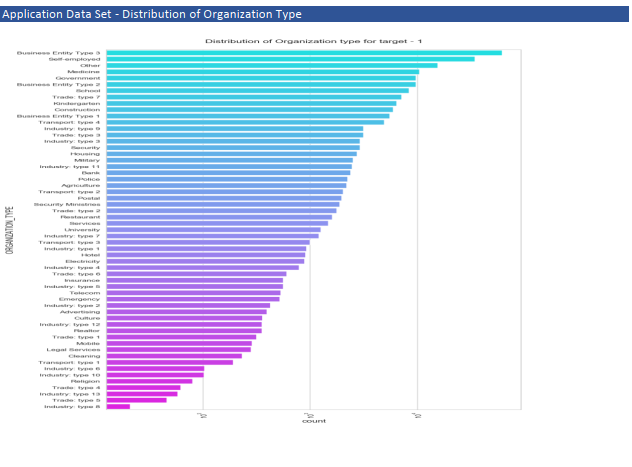 Application Data Set - Distribution of Organization Type
Distribution of Organization type for target - 1
Business Entity Type 3
Self-employed
Other
Medicine
Government
Business Entity Type 2
School
Trade: type 7
Kindergarten
Construction
Business Entity Type 1
Transport: type 4
Industry: type 9
Trade: type 3
Industry: type 3
Security
Housing
Military
Industry: type 11
Bank
Police
Agriculture
Transport: type 2
Postal
Security Ministries
Trade: type 2
Restaurant
Services
University
Industry: type 7
Transport: type 3
Industry: type 1
Hotel
Electricity
Industry: type 4
Trade: type 6
Insurance
Industry: type 5
Telecom
Emergency
Industry: type 2
Advertising
Culture
Industry: type 12
Realtor
Trade: type 1
Mobile
Legal Services
Cleaning
Transport: type 1
Industry: type 6
Industry: type 10
Religion
Trade: type 4
Industry: type 13
Trade: type 5
Industry: type 8
ORGANIZATION_TYPE
count